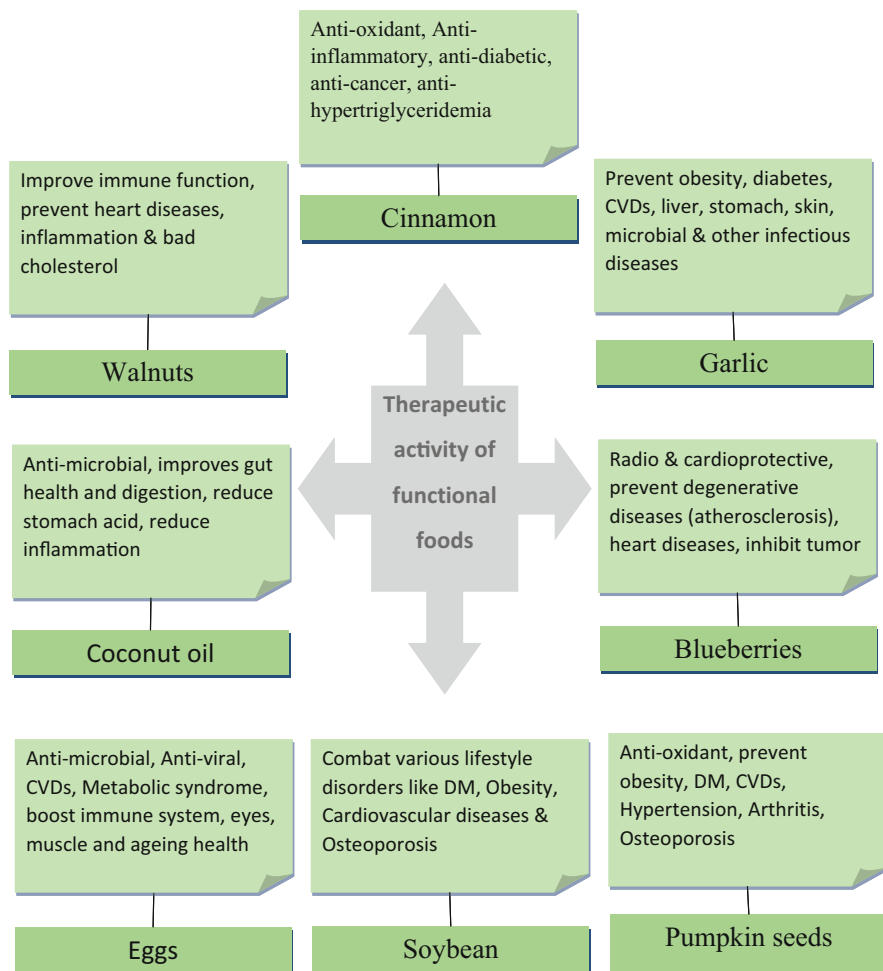 Anti-oxidant, Anti-
inflammatory, anti-diabetic,
anti-cancer, anti-
hypertriglyceridemia
Cinnamon
Improve immune function,
prevent heart diseases,
inflammation & bad
cholesterol
Walnuts
Prevent obesity, diabetes,
CVDs, liver, stomach, skin,
microbial & other infectious
diseases
Garlic
Therapeutic
activity of
functional
foods
Anti-microbial, improves gut
health and digestion, reduce
stomach acid, reduce
inflammation
Coconut oil
Radio & cardioprotective,
prevent degenerative
diseases (atherosclerosis),
heart diseases, inhibit tumor
Blueberries
Anti-microbial, Anti-viral,
CVDs, Metabolic syndrome,
boost immune system, eyes,
muscle and ageing health
Eggs
Combat various lifestyle
disorders like DM, Obesity,
Cardiovascular diseases &
Osteoporosis
Soybean
Anti-oxidant, prevent
obesity, DM, CVDs,
Hypertension, Arthritis,
Osteoporosis
Pumpkin seeds